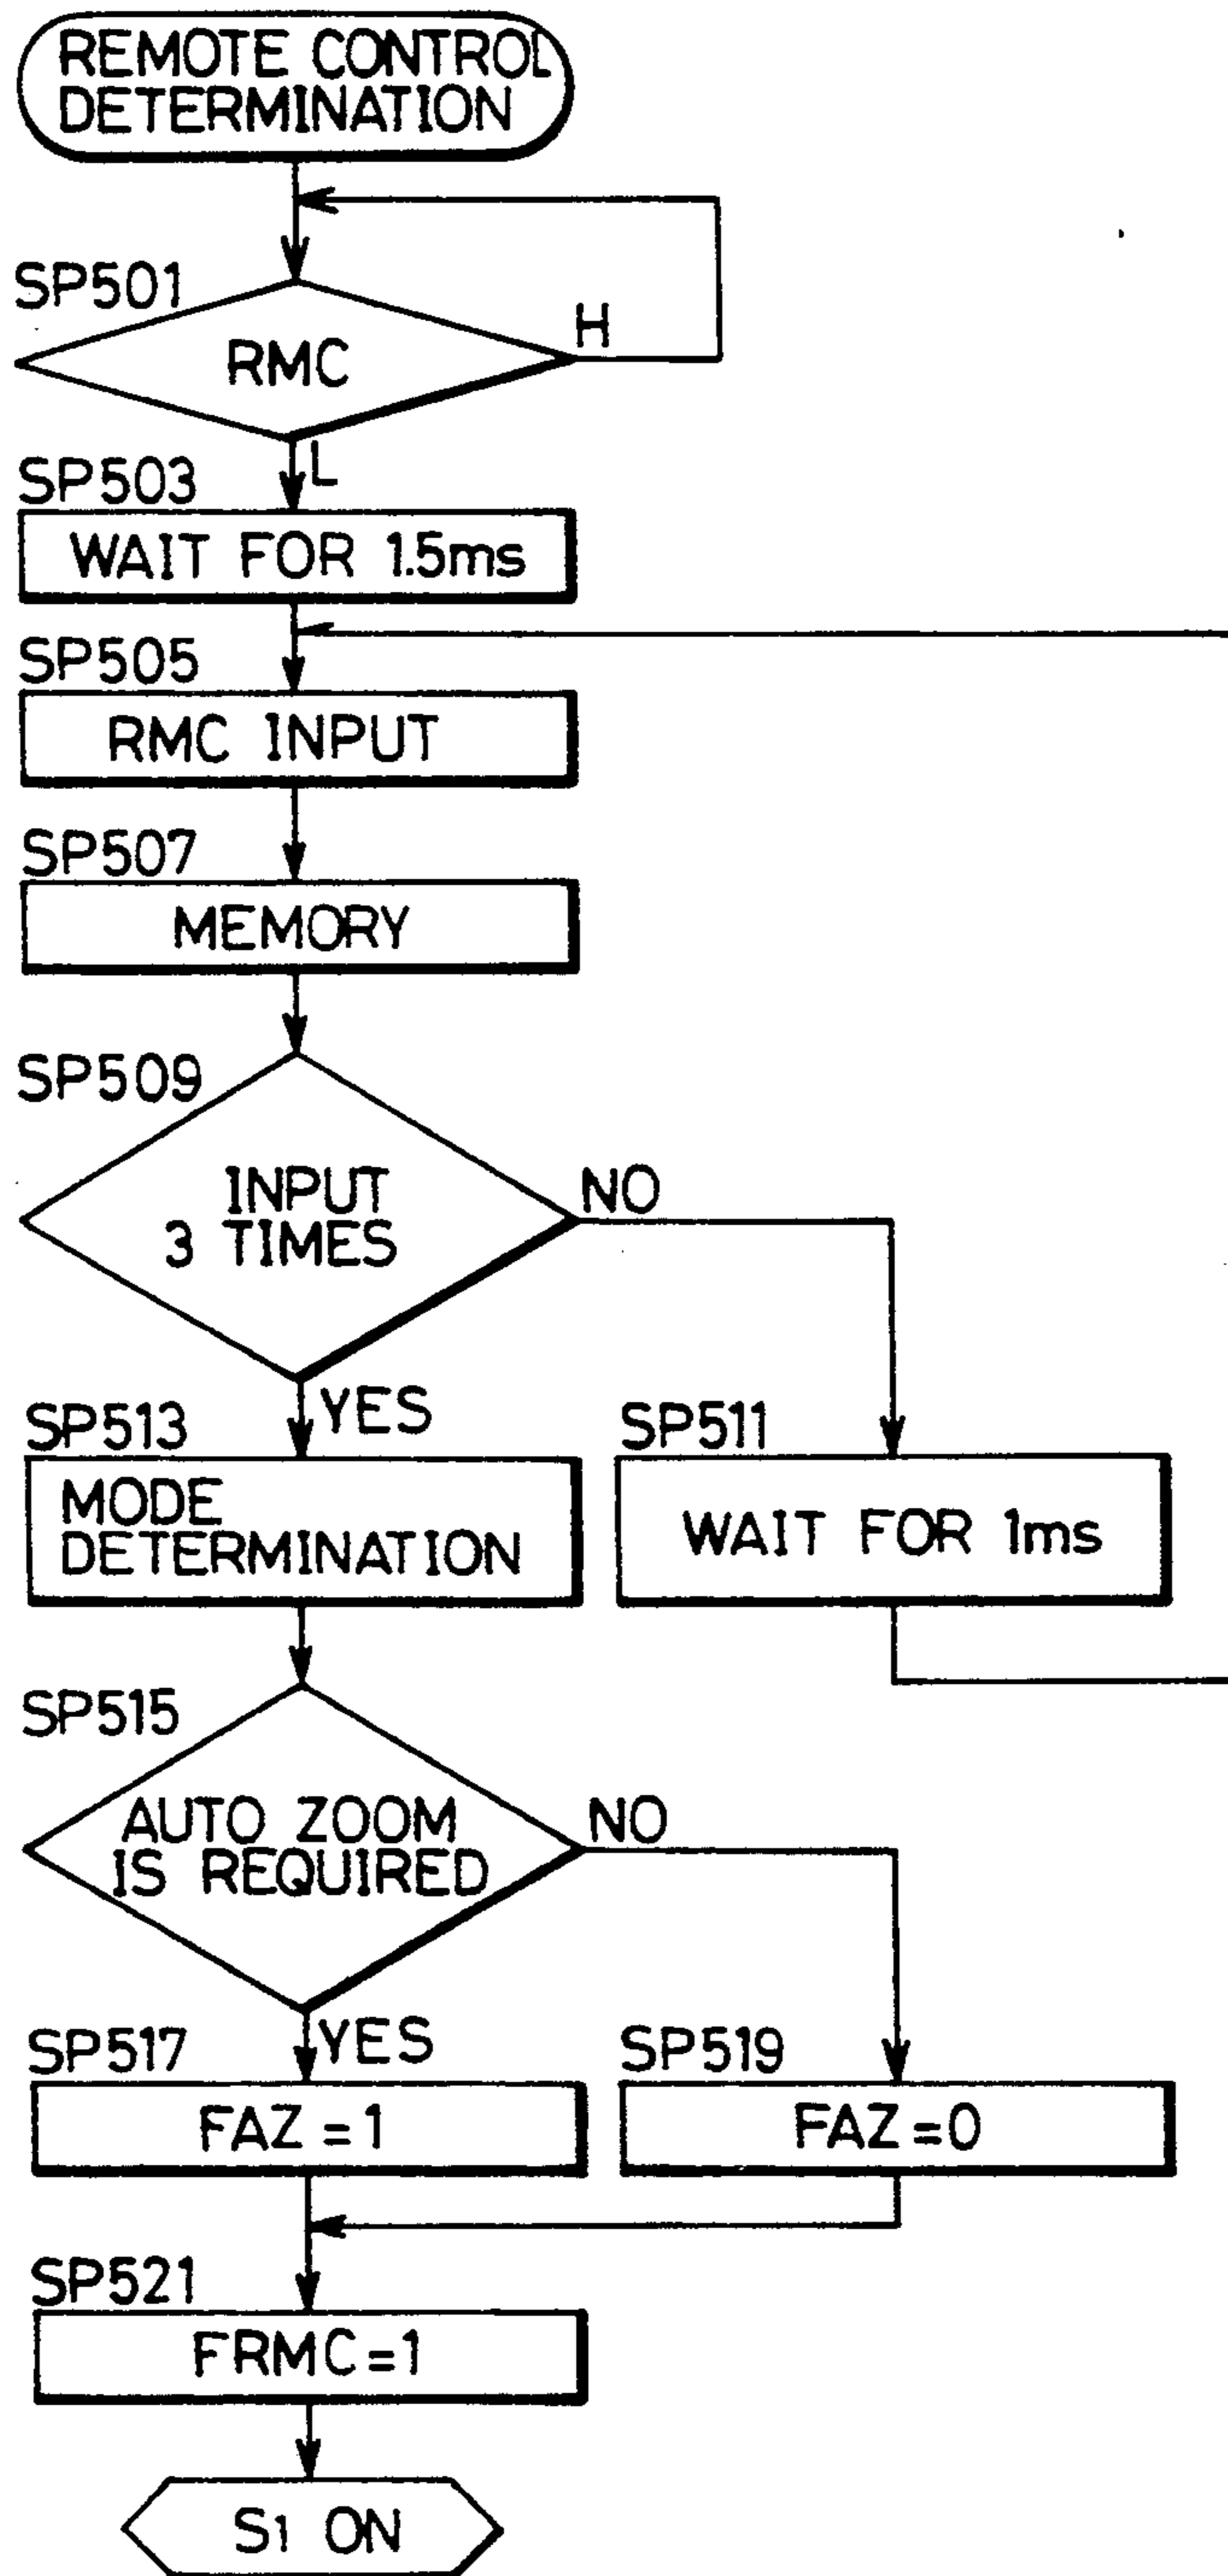 REMOTE CONTROL
DETERMINATION
SP501
RMC
H
L
SP503
WAIT FOR 1.5ms
SP505
RMC INPUT
SP507
MEMORY
SP509
INPUT
3 TIMES
NO
YES
SP513
MODE
DETERMINATION
SP511
WAIT FOR 1ms
SP515
AUTO ZOOM
IS REQUIRED
NO
YES
SP517
FAZ = 1
SP519
FAZ = 0
SP521
FRMC = 1
S1 ON